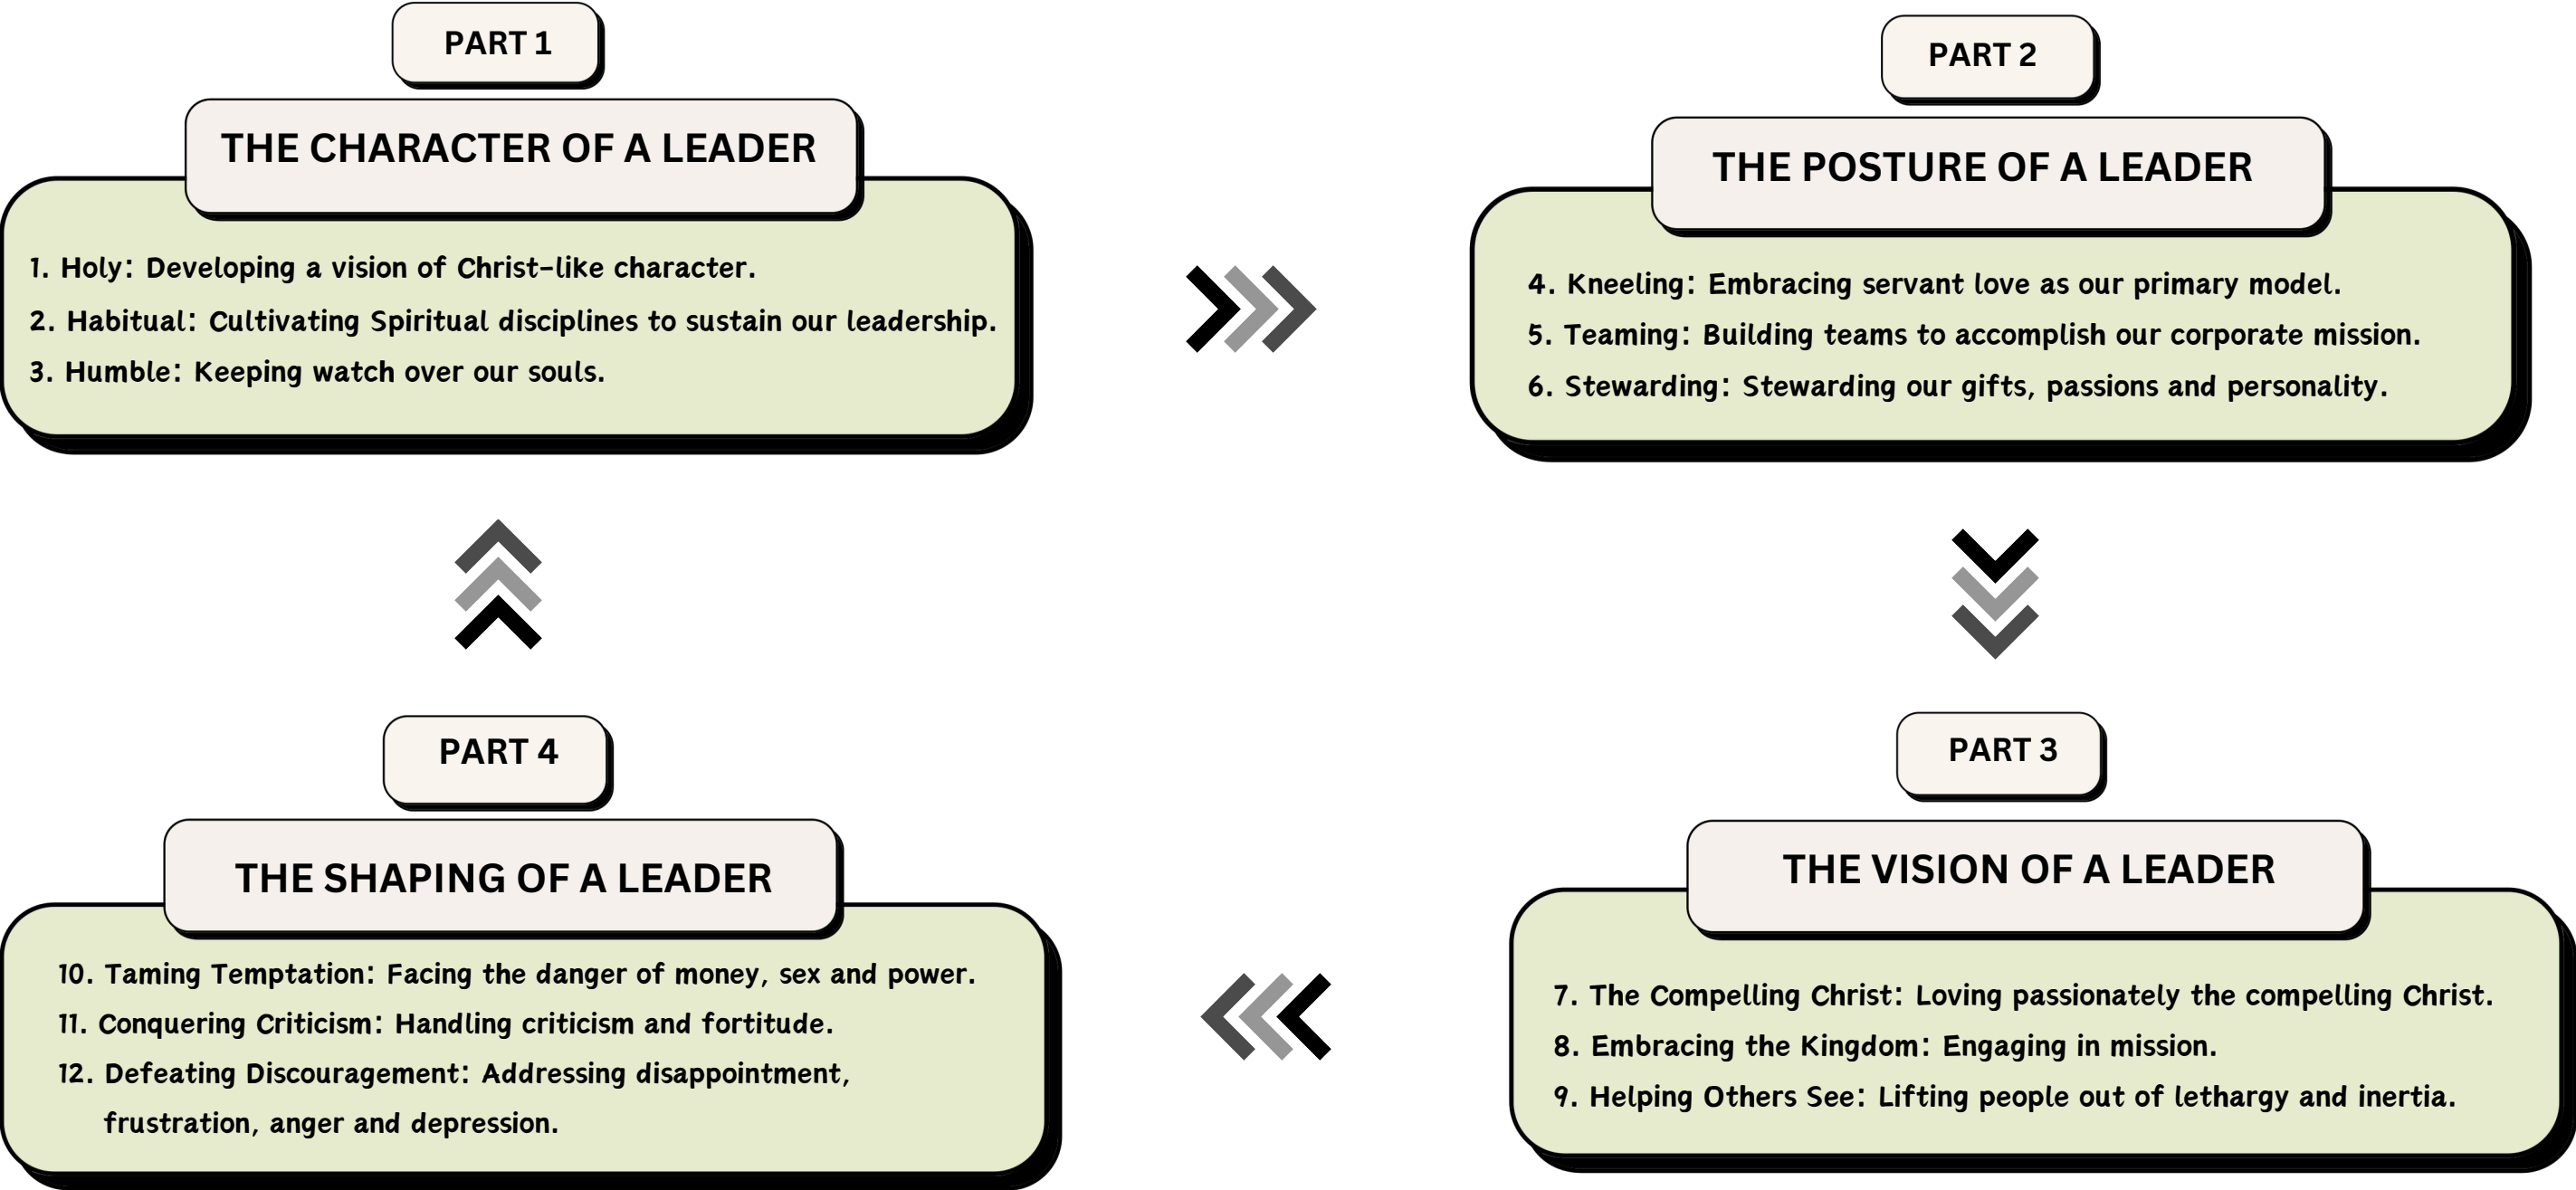 PART 1
THE CHARACTER OF A LEADER
1. Holy: Developing a vision of Christ-like character.
2. Habitual: Cultivating Spiritual disciplines to sustain our leadership.
3. Humble: Keeping watch over our souls.
PART 2
THE POSTURE OF A LEADER
4. Kneeling: Embracing servant love as our primary model.
5. Teaming: Building teams to accomplish our corporate mission.
6. Stewarding: Stewarding our gifts, passions and personality.
PART 3
THE VISION OF A LEADER
7. The Compelling Christ: Loving passionately the compelling Christ.
8. Embracing the Kingdom: Engaging in mission.
9. Helping Others See: Lifting people out of lethargy and inertia.
PART 4
THE SHAPING OF A LEADER
10. Taming Temptation: Facing the danger of money, sex and power.
11. Conquering Criticism: Handling criticism and fortitude.
12. Defeating Discouragement: Addressing disappointment,
frustration, anger and depression.